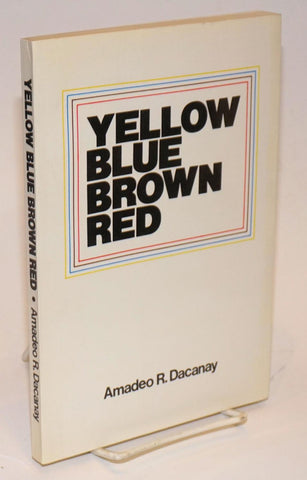 YELLOW BLUE BROWN RED • Amadeo R. Dacanay
YELLOW
BLUE
BROWN
RED
Amadeo R. Dacanay